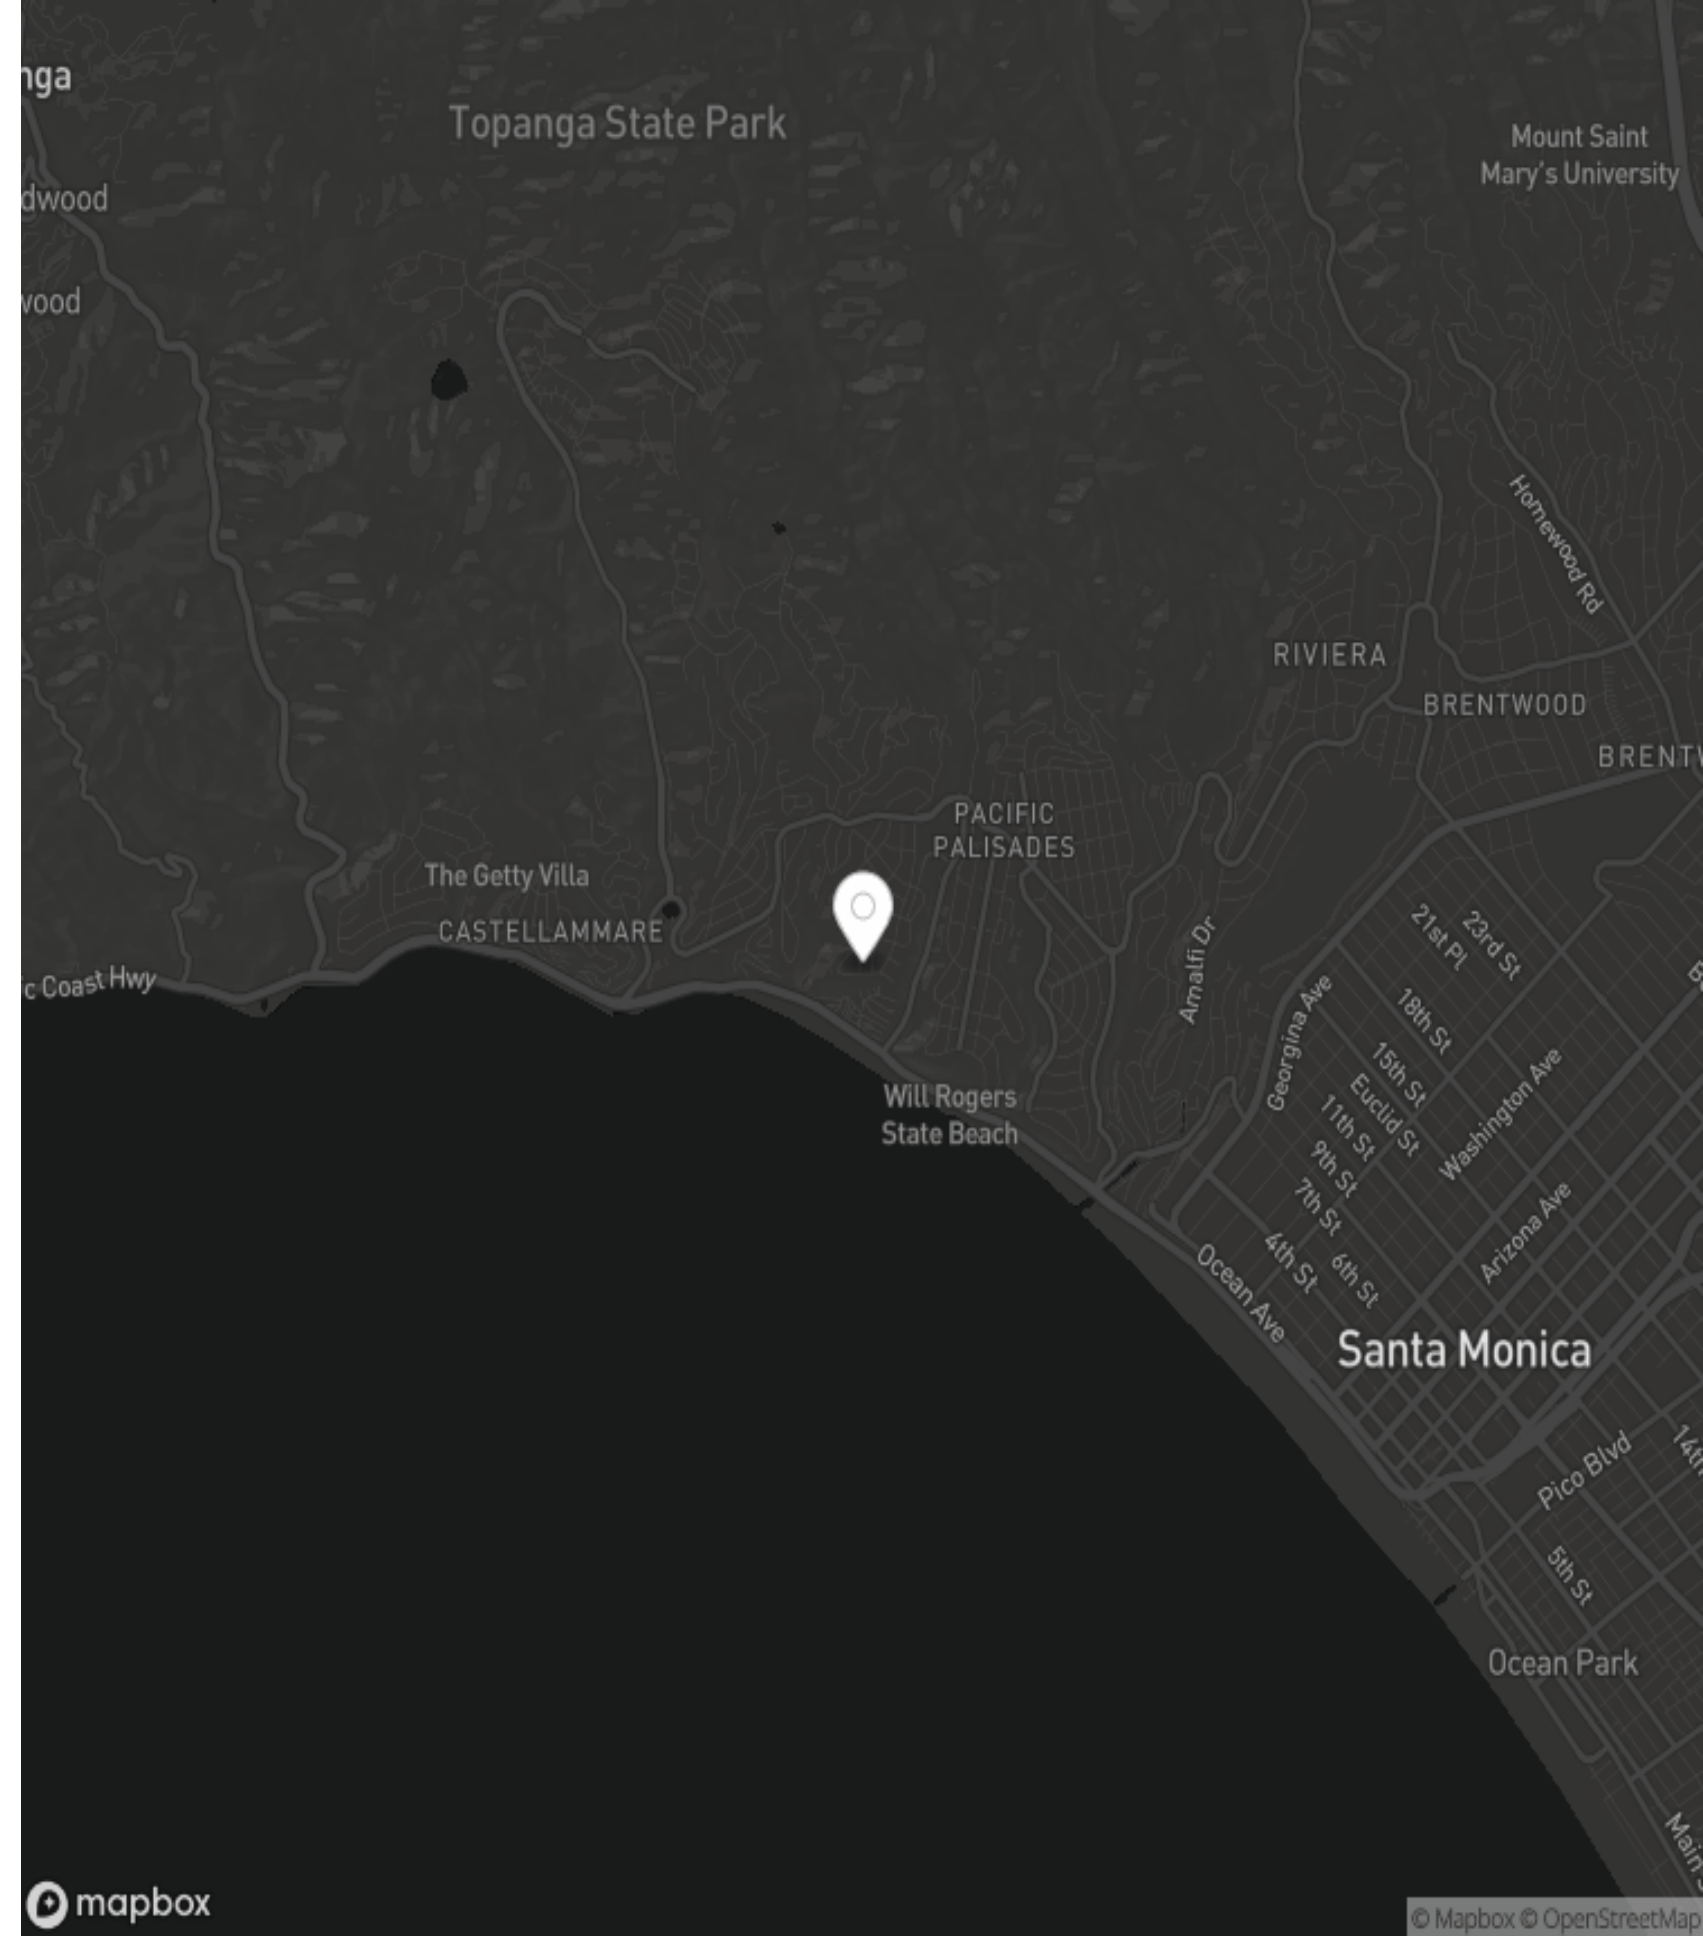 nga
Topanga State Park
Mount Saint
Mary's University
dwood
wood
Homewood Rd
RIVIERA
BRENTWOOD
BRENTW
PACIFIC
PALISADES
The Getty Villa
CASTELLAMMARE
c Coast Hwy
Amalfi Dr
21st Pl
23rd St
Georgina Ave
18th St
15th St
Euclid St
11th St
9th St
7th St
Washington Ave
Will Rogers
State Beach
Arizona Ave
4th St
6th St
Ocean Ave
Santa Monica
Pico Blvd
14th
5th St
Ocean Park
Main S
mapbox
© Mapbox © OpenStreetMap